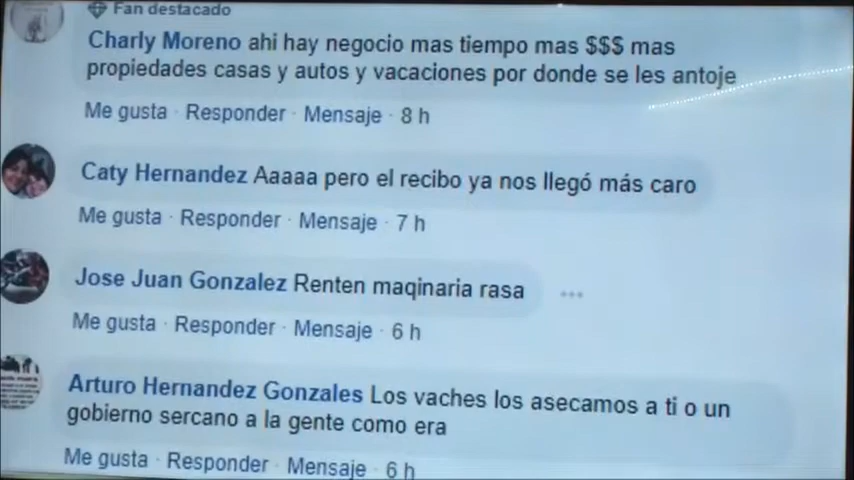 Fan destacado
Charly Moreno ahi hay negocio mas tiempo mas $$$ mas
propiedades casas y autos y vacaciones por donde se les antoje
Me gusta · Responder · Mensaje · 8 h
Caty Hernandez Aaaaa pero el recibo ya nos llegó más caro
Me gusta · Responder · Mensaje · 7 h
Jose Juan Gonzalez Renten maqinaria rasa
Me gusta · Responder · Mensaje · 6 h
Arturo Hernandez Gonzales Los vaches los asecamos a ti o un
gobierno sercano a la gente como era
Me gusta · Responder · Mensaje · 6 h